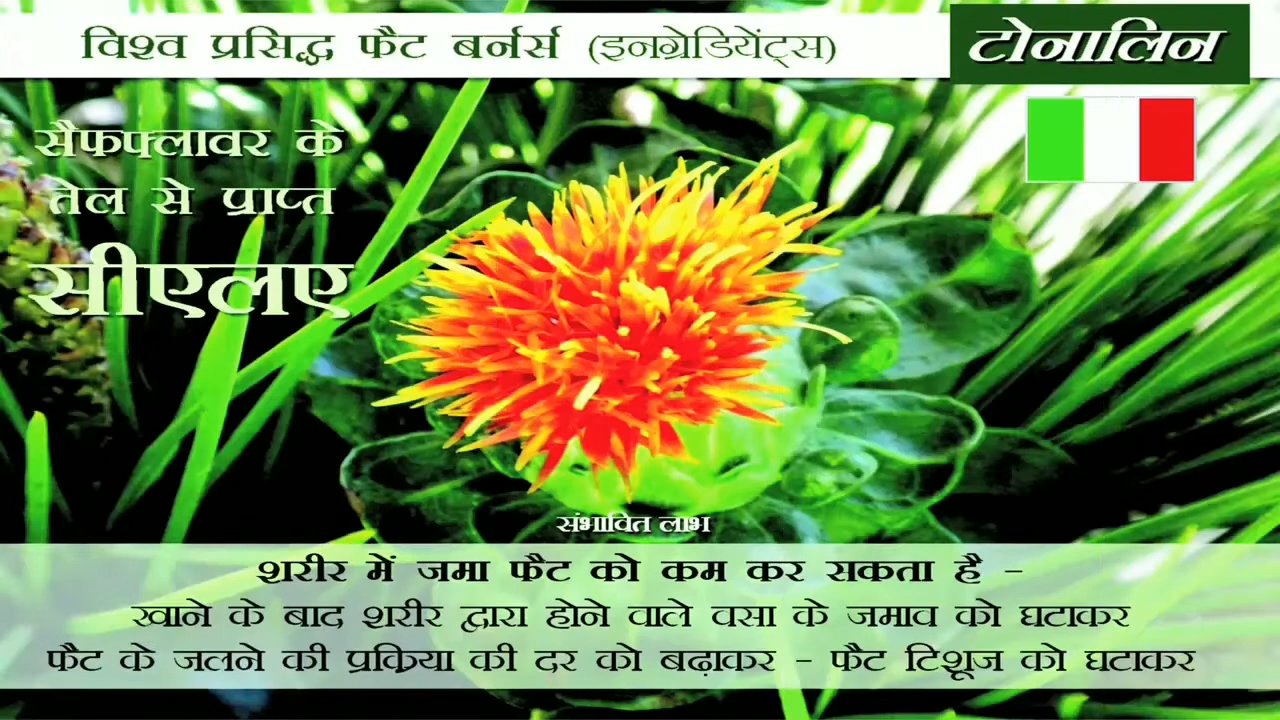 विश्व प्रसिद्ध फैट बर्नर्स (इनग्रेडियेंट्स)
टोनालिन
सैफफ्लावर के
तेल से प्राप्त
सीएलए
संभावित लाभ
शरीर में जमा फैट को कम कर सकता है -
खाने के बाद शरीर द्वारा होने वाले वसा के जमाव को घटाकर
फैट के जलने की प्रक्रिया की दर को बढ़ाकर - फैट टिशूज को घटाकर